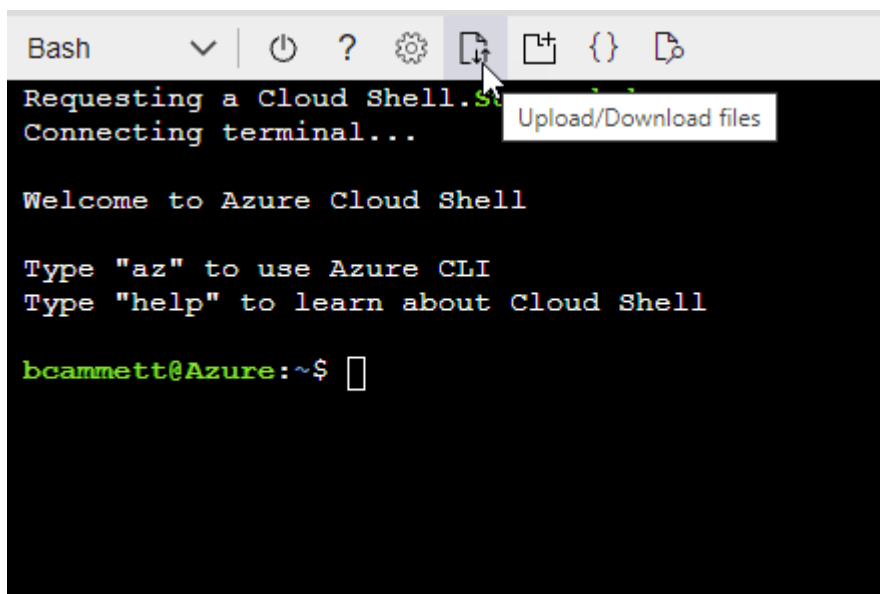 Bash
?
{}
Requesting a Cloud Shell.
Upload/Download files
Connecting terminal...
Welcome to Azure Cloud Shell
Type "az" to use Azure CLI
Type "help" to learn about Cloud Shell
bcammett@Azure:~$